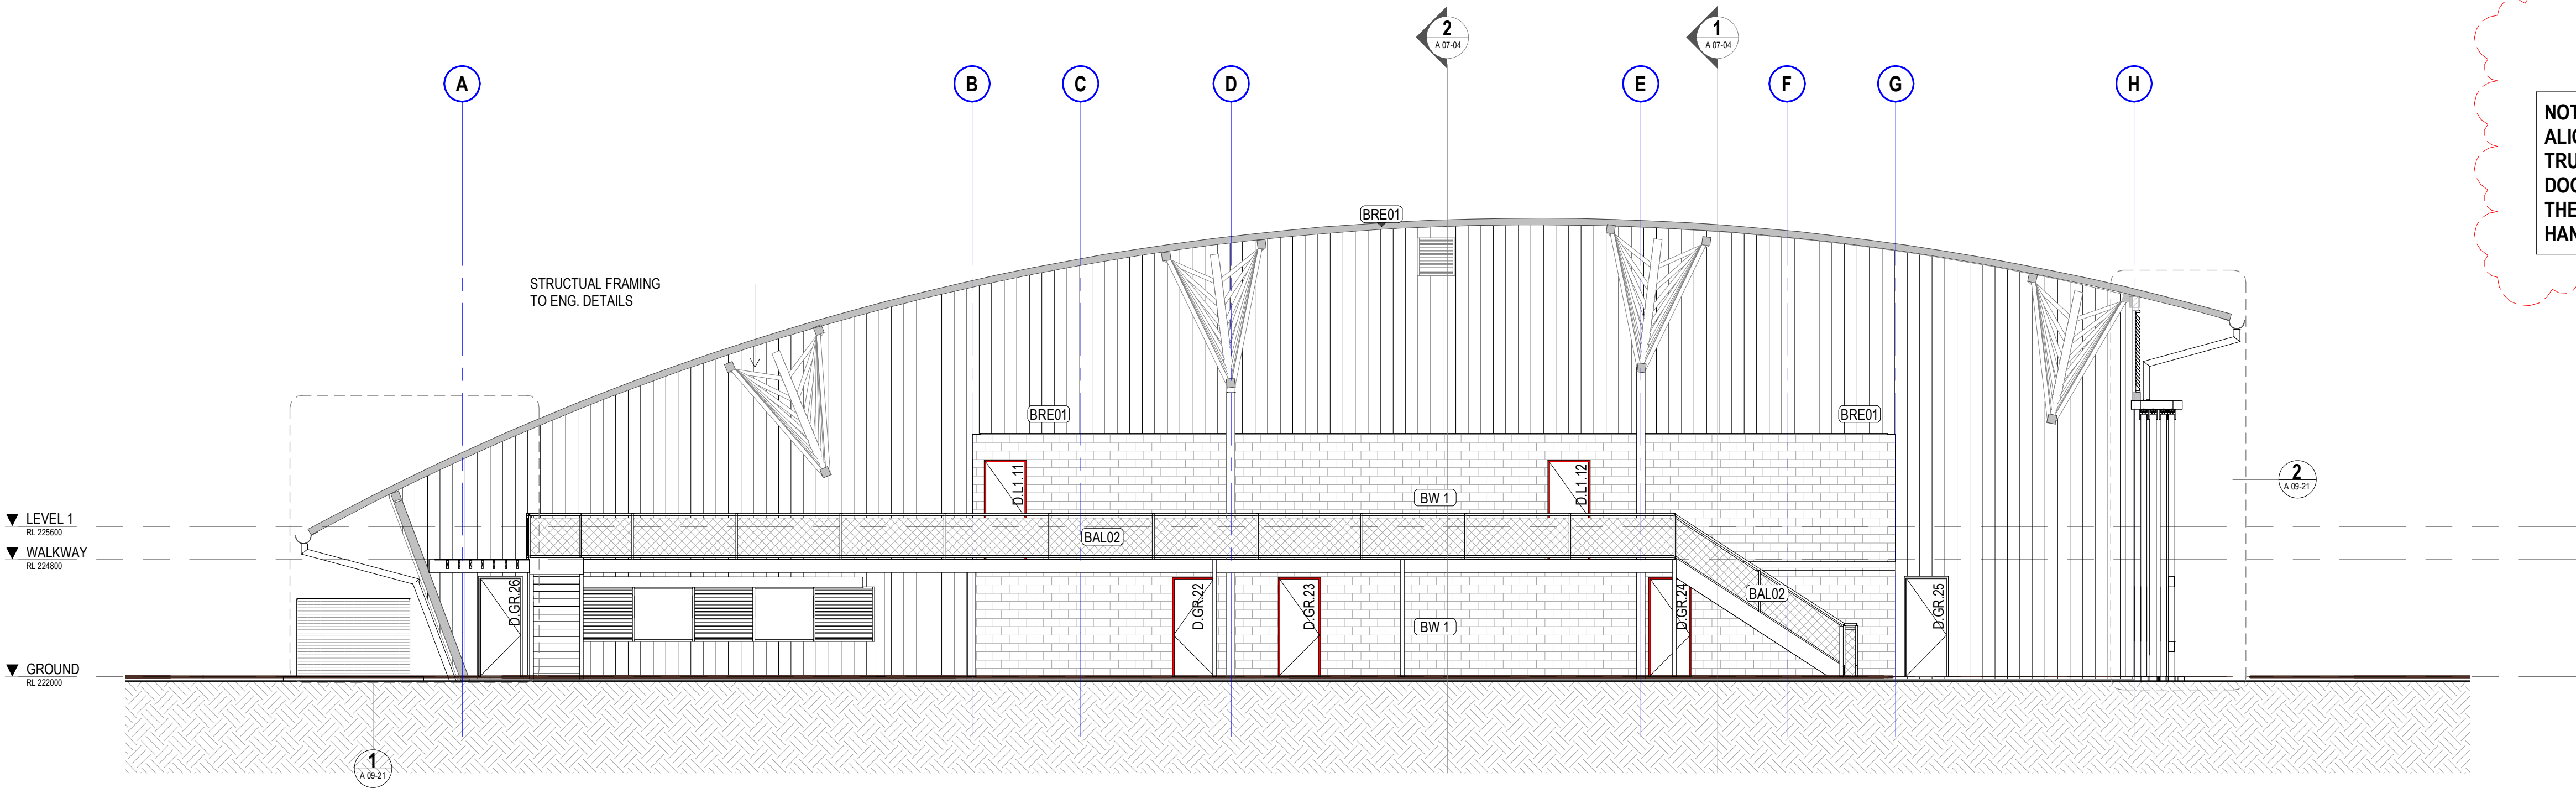 2
A 07-04
1
A 07-04
A
B
C
D
E
F
G
H
BRE01
STRUCTUAL FRAMING
TO ENG. DETAILS
BRE01
BRE01
D.L1.11
D.L1.12
BW 1
2
A 09-21
LEVEL 1
RL 225600
WALKWAY
RL 224800
BAL02
D.GR.26
D.GR.22
D.GR.23
D.GR.24
BAL02
D.GR.25
BW 1
GROUND
RL 222000
1
A 09-21